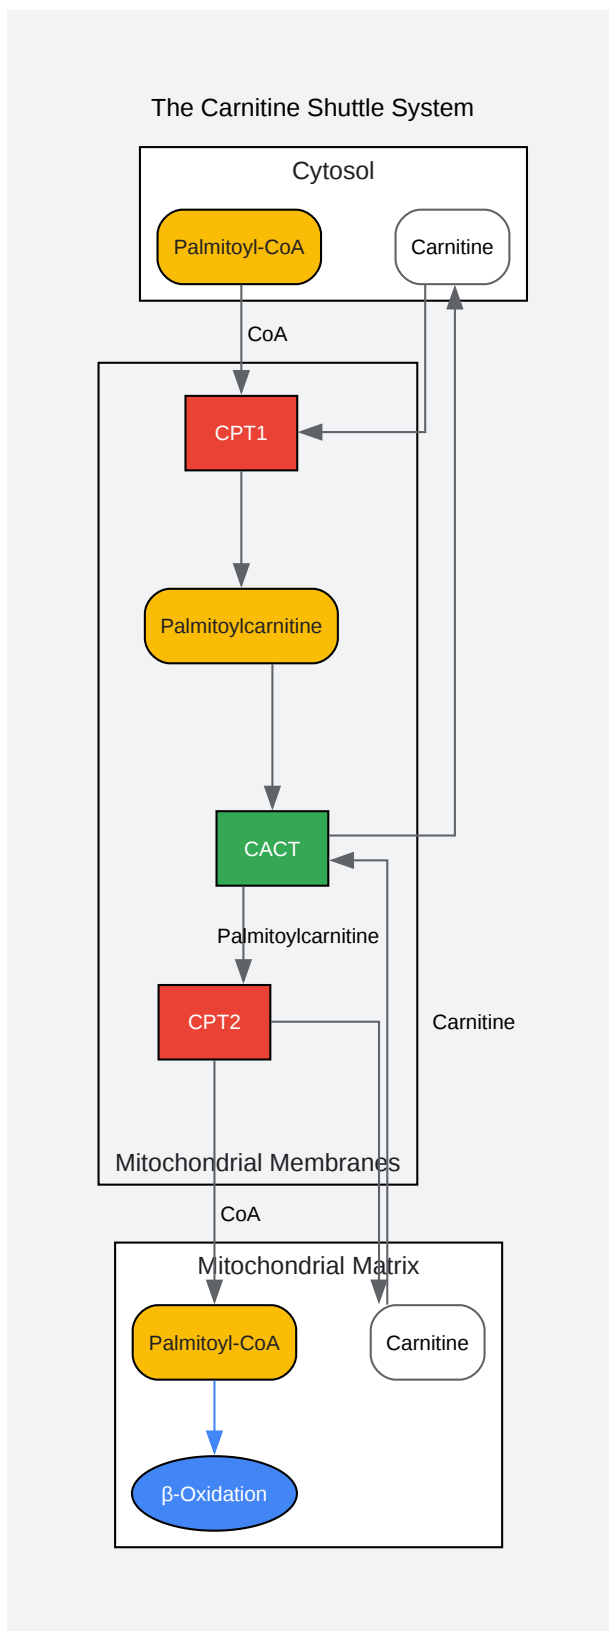 The Carnitine Shuttle System
Cytosol
Palmitoyl-CoA
Carnitine
CoA
CPT1
Palmitoylcarnitine
CACT
Palmitoylcarnitine
CPT2
Carnitine
Mitochondrial Membranes
CoA
Mitochondrial Matrix
Palmitoyl-CoA
Carnitine
β-Oxidation